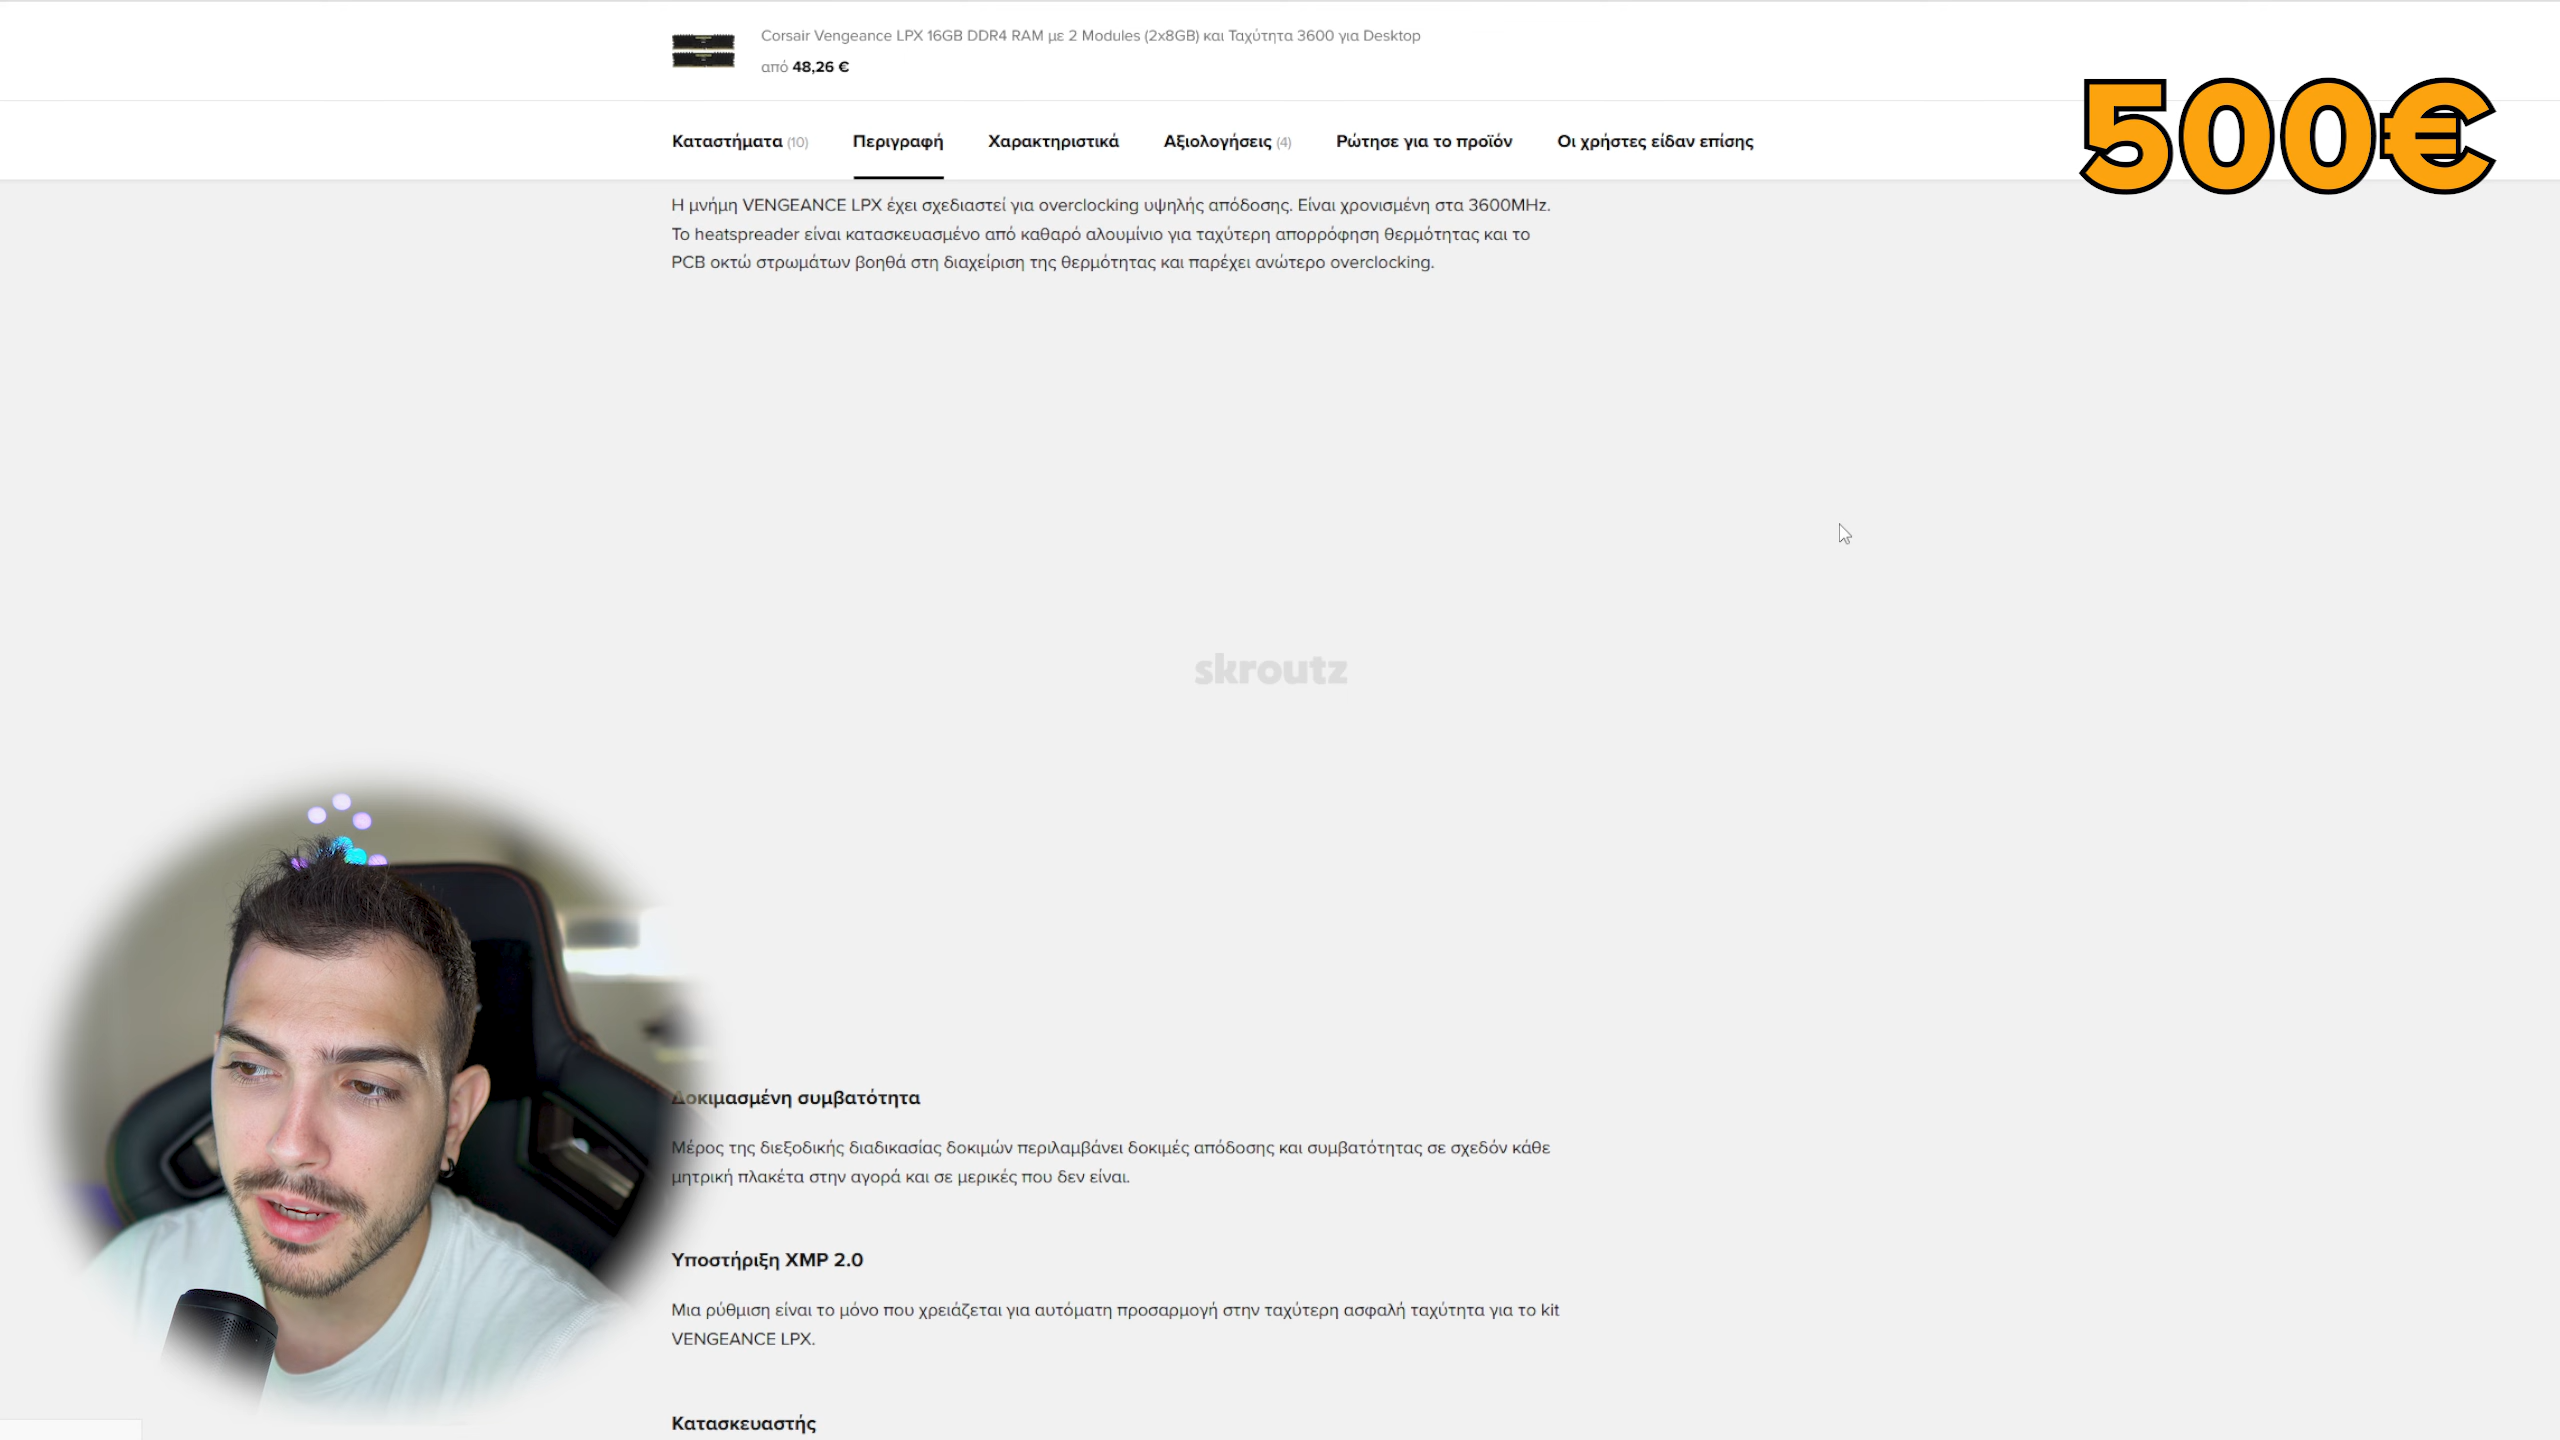 Corsair Vengeance LPX 16GB DDR4 RAM με 2 Modules (2x8GB) και Ταχύτητα 3600 για Desktop
από 48,26 €
500€
Καταστήματα (10) Περιγραφή Χαρακτηριστικά Αξιολογήσεις (4) Ρώτησε για το προϊόν Οι χρήστες είδαν επίσης
Η μνήμη VENGEANCE LPX έχει σχεδιαστεί για overclocking υψηλής απόδοσης. Είναι χρονισμένη στα 3600MHz.
Το heatspreader είναι κατασκευασμένο από καθαρό αλουμίνιο για ταχύτερη απορρόφηση θερμότητας και το
PCB οκτώ στρωμάτων βοηθά στη διαχείριση της θερμότητας και παρέχει ανώτερο overclocking.
skroutz
Δοκιμασμένη συμβατότητα
Μέρος της διεξοδικής διαδικασίας δοκιμών περιλαμβάνει δοκιμές απόδοσης και συμβατότητας σε σχεδόν κάθε
μητρική πλακέτα στην αγορά και σε μερικές που δεν είναι.
Υποστήριξη XMP 2.0
Μια ρύθμιση είναι το μόνο που χρειάζεται για αυτόματη προσαρμογή στην ταχύτερη ασφαλή ταχύτητα για το kit
VENGEANCE LPX.
Κατασκευαστής